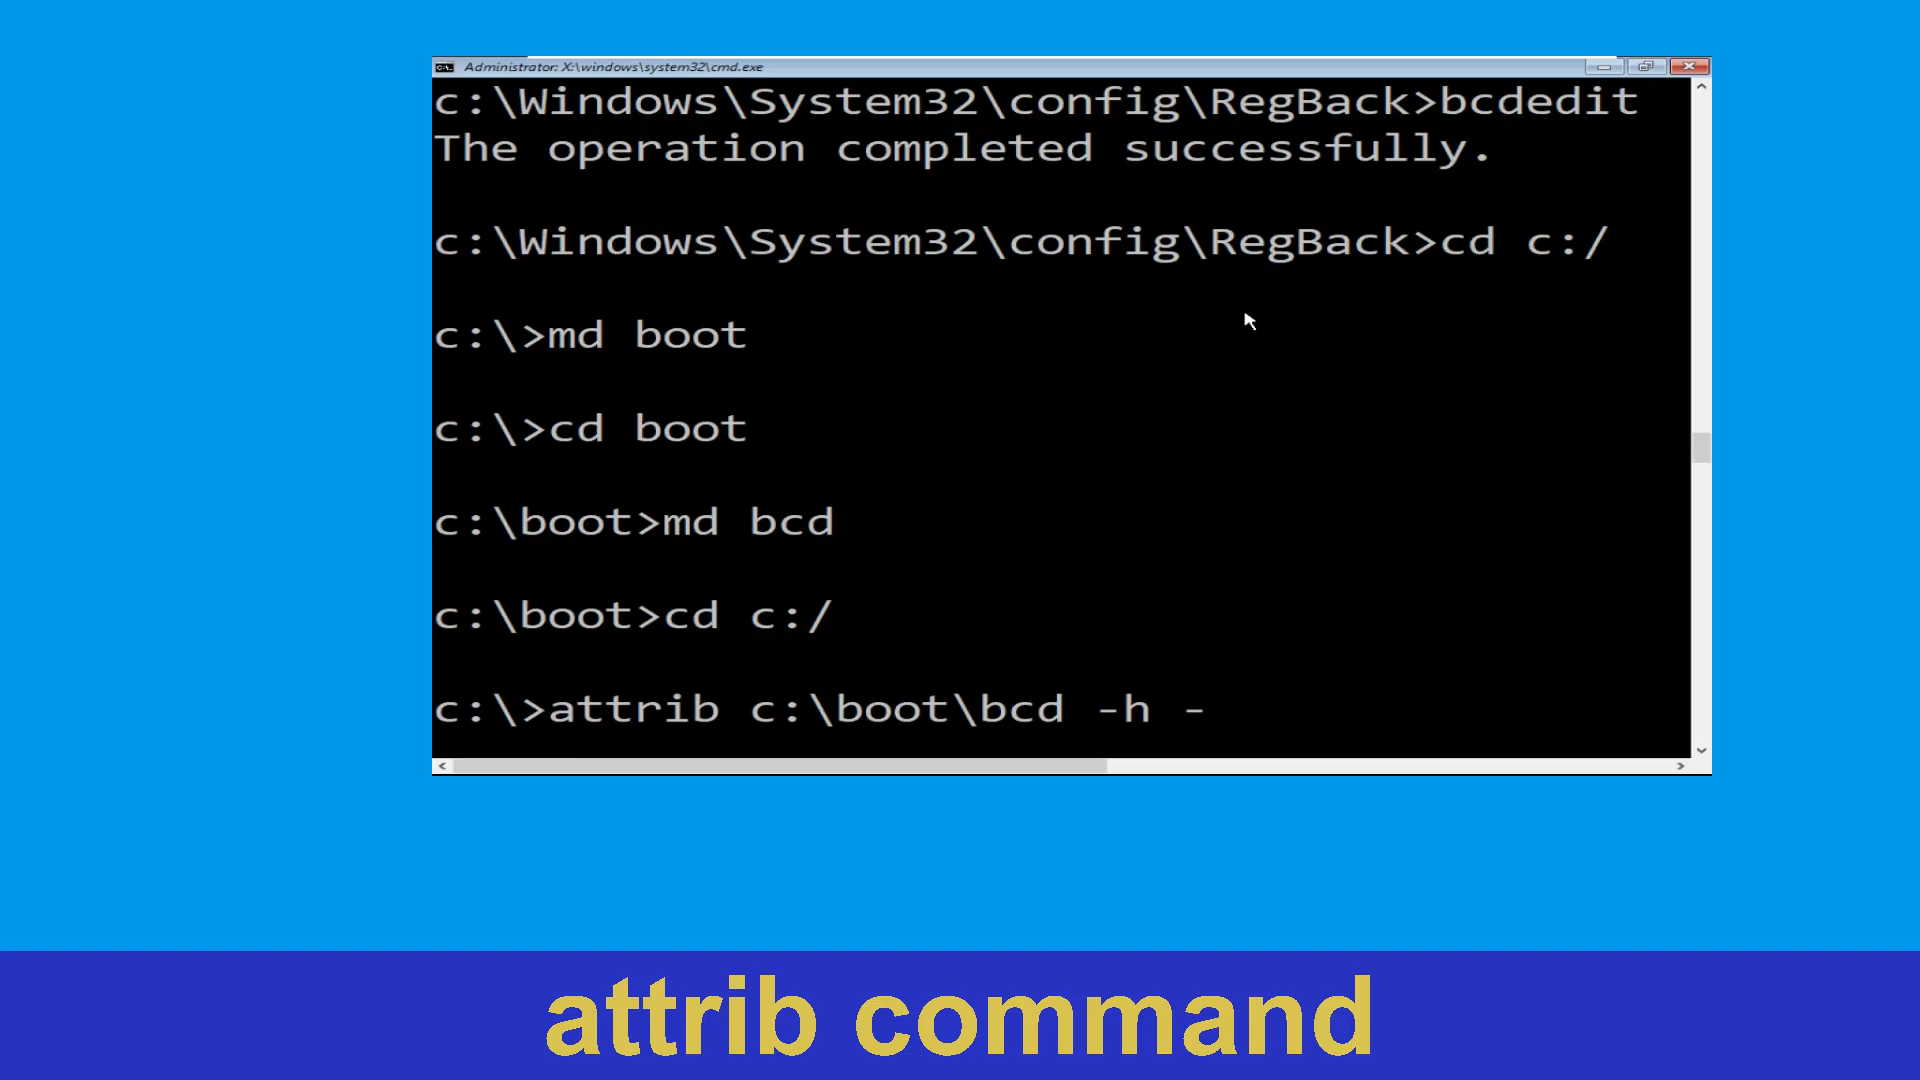 Administrator: X:\windows\system32\cmd.exe
c:\Windows\System32\config\RegBack>bcdedit
The operation completed successfully.
c:\Windows\System32\config\RegBack>cd c:/
c:\>md boot
c:\>cd boot
c:\boot>md bcd
c:\boot>cd c:/
c:\>attrib c:\boot\bcd -h -
attrib command